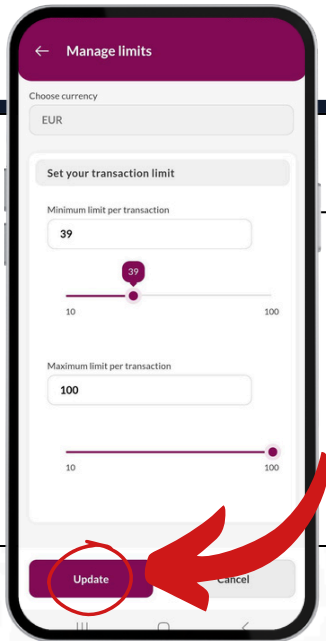 Manage limits
Choose currency
EUR
Set your transaction limit
Minimum limit per transaction
39
39
10 100
Maximum limit per transaction
100
10 100
Update Cancel